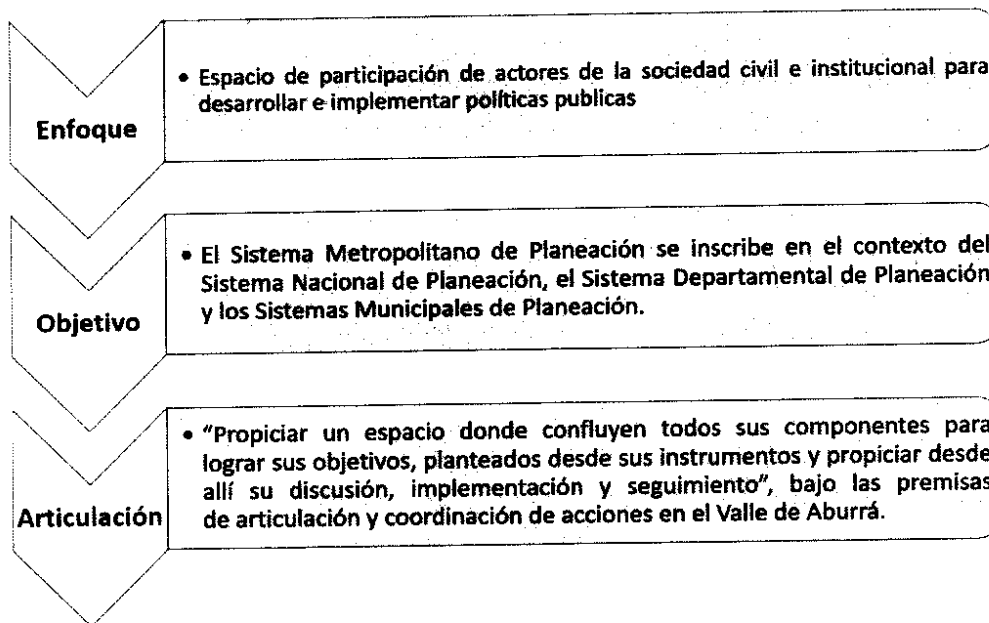 Enfoque
• Espacio de participación de actores de la sociedad civil e institucional para
desarrollar e implementar políticas publicas
Objetivo
• El Sistema Metropolitano de Planeación se inscribe en el contexto del
Sistema Nacional de Planeación, el Sistema Departamental de Planeación
y los Sistemas Municipales de Planeación.
Articulación
• “Propiciar un espacio donde confluyen todos sus componentes para
lograr sus objetivos, planteados desde sus instrumentos y propiciar desde
allí su discusión, implementación y seguimiento”, bajo las premisas
de articulación y coordinación de acciones en el Valle de Aburrá.